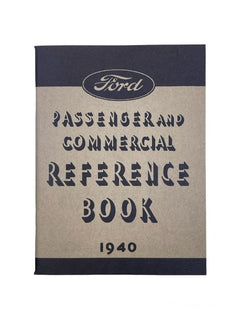 Ford
PASSENGER AND
COMMERCIAL
REFERENCE
BOOK
1940